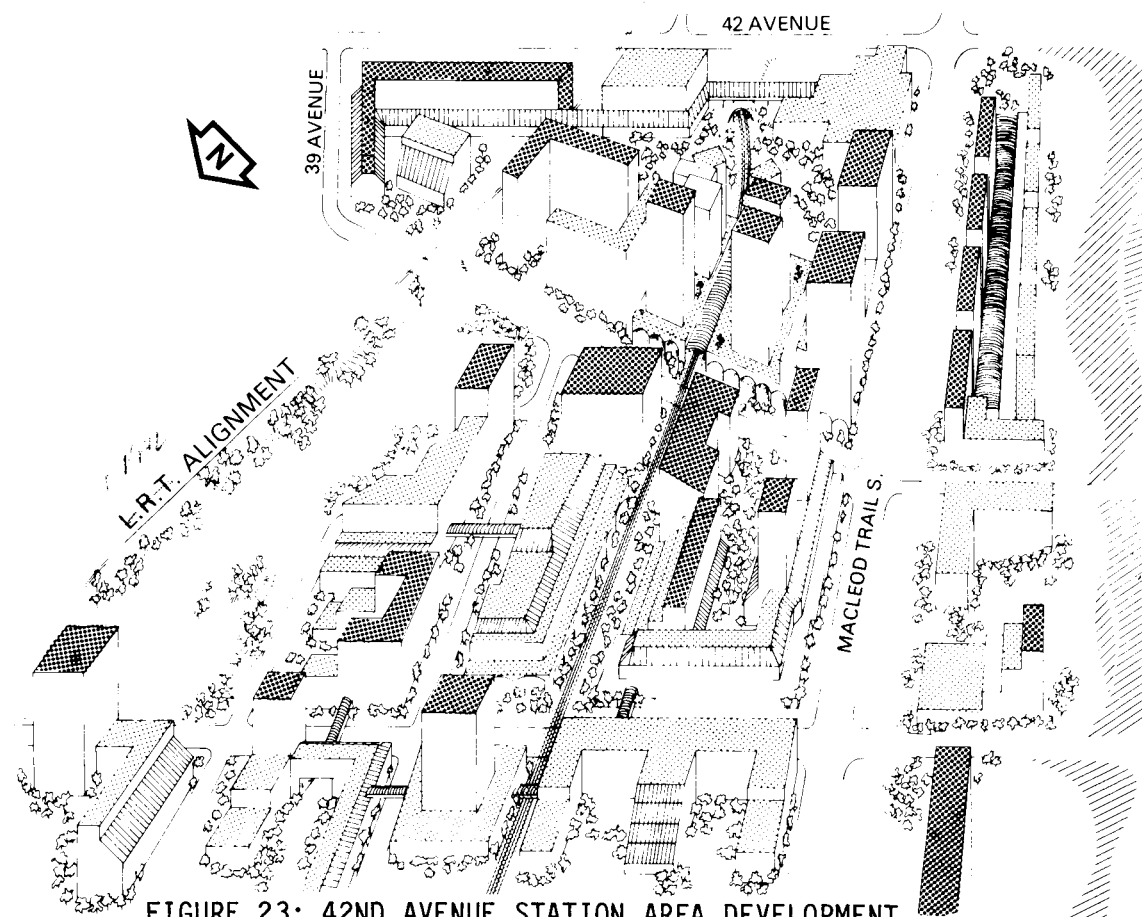 42 AVENUE
39 AVENUE
N
L.R.T. ALIGNMENT
MACLEOD TRAIL S.
FIGURE 23: 42ND AVENUE STATION AREA DEVELOPMENT